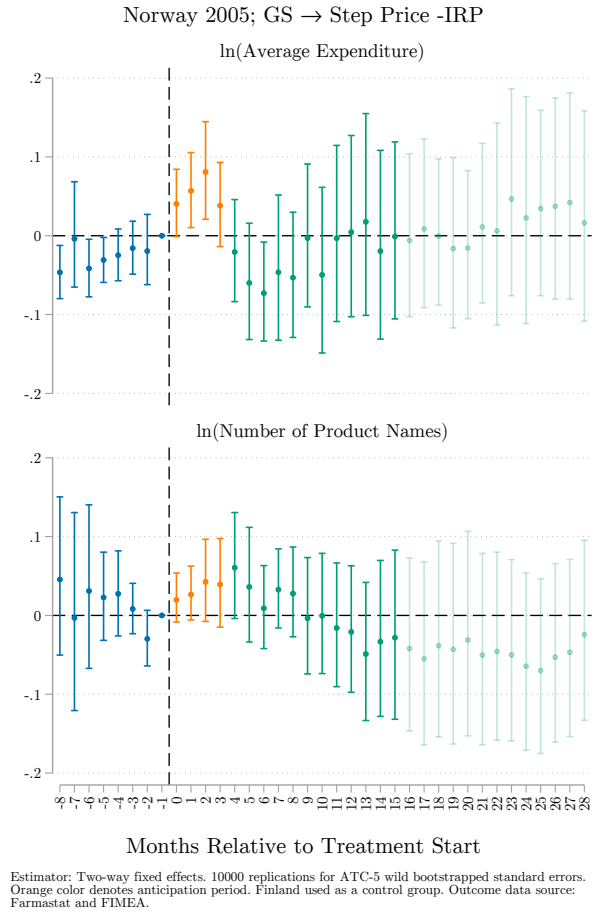 Norway 2005; GS → Step Price -IRP
ln(Average Expenditure)
.2
.1
0
-.1
-.2
ln(Number of Product Names)
.2
.1
0
-.1
-.2
-8 -7 -6 -5 -4 -3 -2 -1 0 1 2 3 4 5 6 7 8 9 10 11 12 13 14 15 16 17 18 19 20 21 22 23 24 25 26 27 28
Months Relative to Treatment Start
Estimator: Two-way fixed effects. 10000 replications for ATC-5 wild bootstrapped standard errors.
Orange color denotes anticipation period. Finland used as a control group. Outcome data source:
Farmastat and FIMEA.